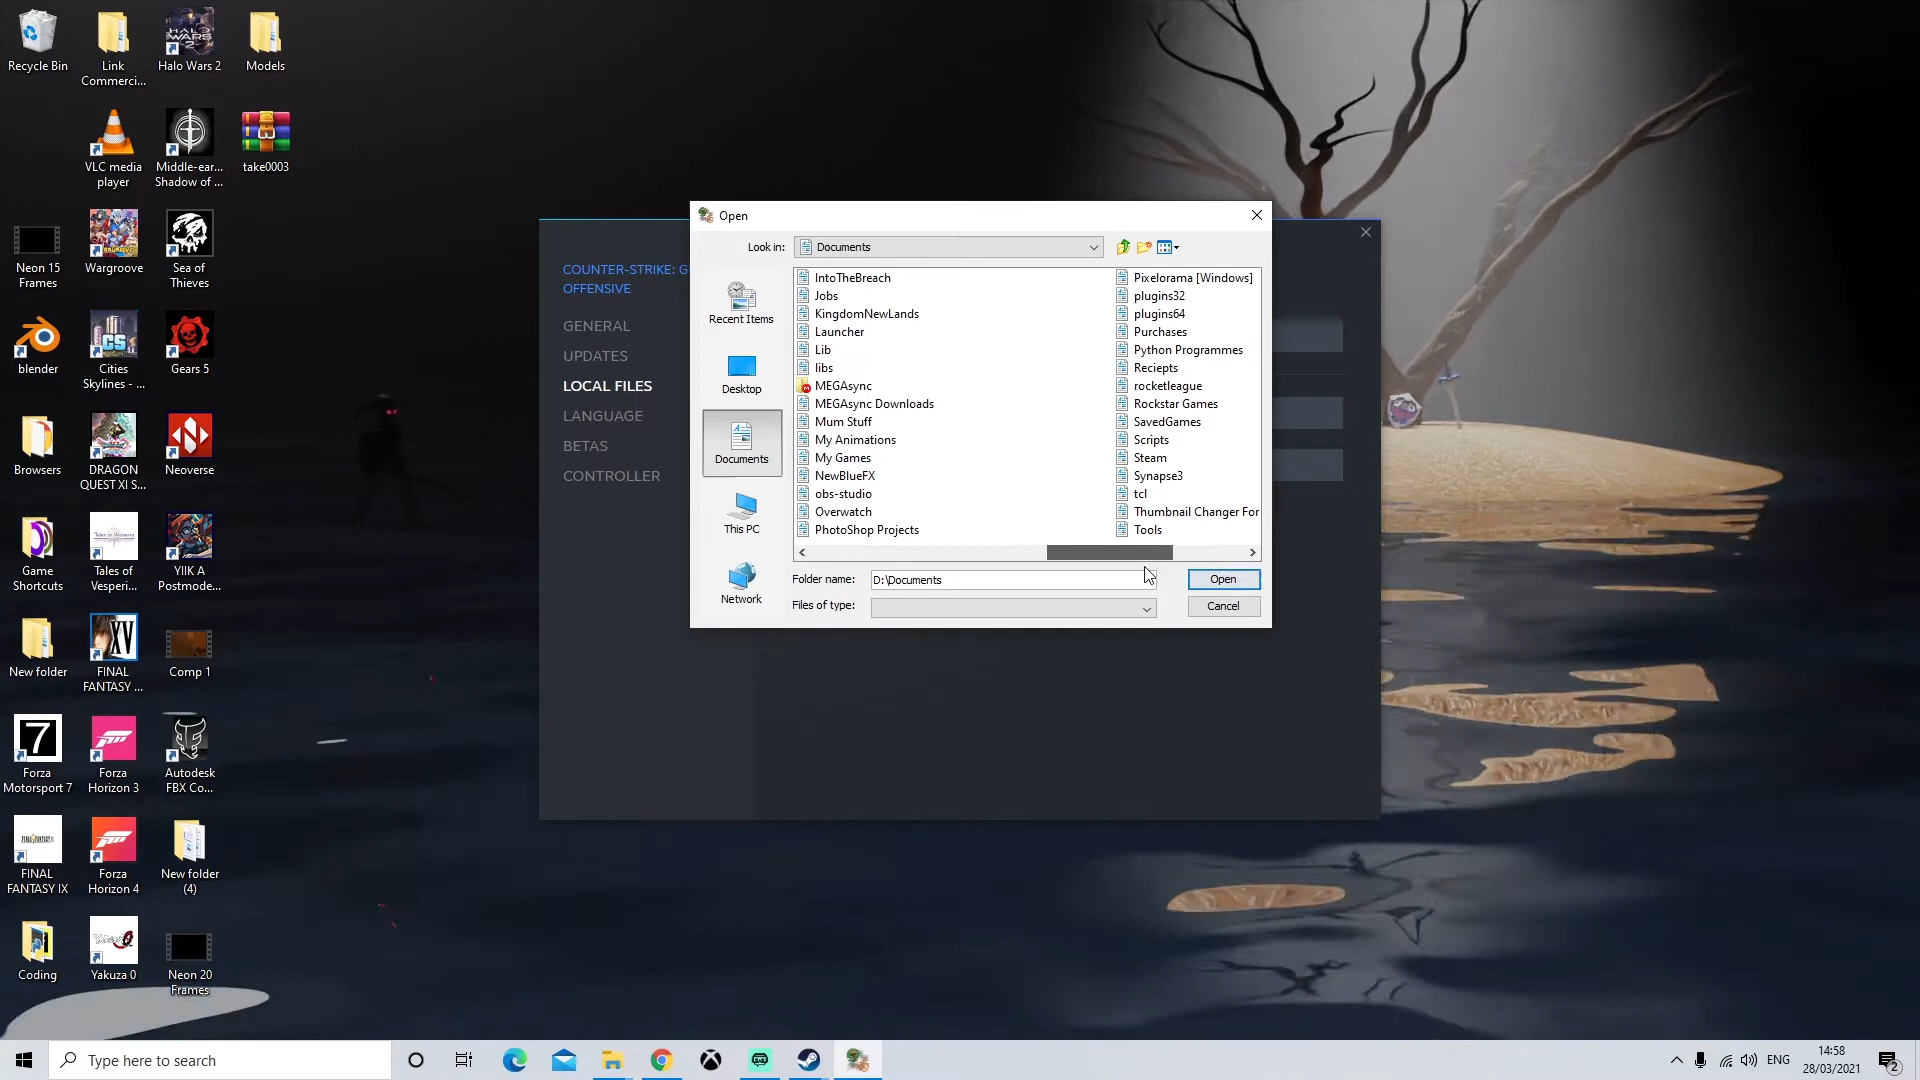 Recycle Bin
Link
Commerci...
Halo Wars 2
Models
VLC media
player
Middle-ear...
Shadow of ...
take0003
Neon 15
Frames
Wargroove
Sea of
Thieves
blender
Cities
Skylines - ...
Gears 5
Browsers
DRAGON
QUEST XI S...
Neoverse
Game
Shortcuts
Tales of
Vesperi...
YIIK A
Postmode...
New folder
XV
FINAL
FANTASY ...
Comp 1
7
Forza
Motorsport 7
Forza
Horizon 3
Autodesk
FBX Co...
FINAL
FANTASY IX
Forza
Horizon 4
New folder
(4)
Coding
Yakuza 0
Neon 20
Frames
COUNTER-STRIKE: G
OFFENSIVE
GENERAL
UPDATES
LOCAL FILES
LANGUAGE
BETAS
CONTROLLER
Open
Look in:
Documents
Recent Items
Desktop
Documents
This PC
Network
IntoTheBreach
Jobs
KingdomNewLands
Launcher
Lib
libs
MEGAsync
MEGAsync Downloads
Mum Stuff
My Animations
My Games
NewBlueFX
obs-studio
Overwatch
PhotoShop Projects
Pixelorama [Windows]
plugins32
plugins64
Purchases
Python Programmes
Reciepts
rocketleague
Rockstar Games
SavedGames
Scripts
Steam
Synapse3
tcl
Thumbnail Changer For
Tools
Folder name:
D:\Documents
Open
Files of type:
Cancel
Type here to search
ENG
14:58
28/03/2021
2